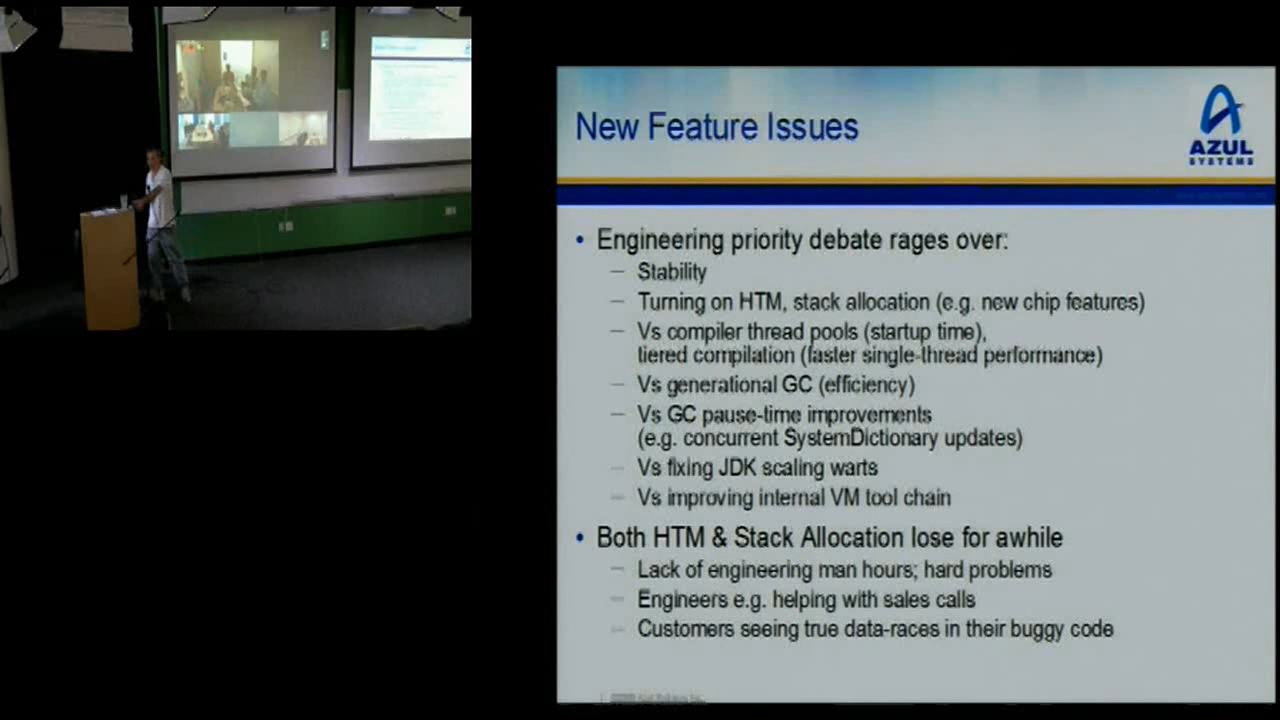 New Feature Issues
AZUL
SYSTEMS
• Engineering priority debate rages over:
– Stability
– Turning on HTM, stack allocation (e.g. new chip features)
– Vs compiler thread pools (startup time),
tiered compilation (faster single-thread performance)
– Vs generational GC (efficiency)
– Vs GC pause-time improvements
(e.g. concurrent SystemDictionary updates)
– Vs fixing JDK scaling warts
– Vs improving internal VM tool chain
• Both HTM & Stack Allocation lose for awhile
– Lack of engineering man hours; hard problems
– Engineers e.g. helping with sales calls
– Customers seeing true data-races in their buggy code